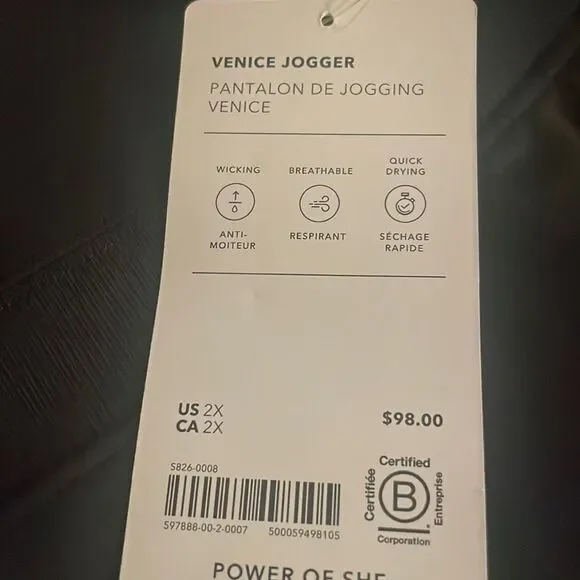 VENICE JOGGER
PANTALON DE JOGGING
VENICE
WICKING
BREATHABLE
QUICK
DRYING
ANTI-
MOITEUR
RESPIRANT
SÉCHAGE
RAPIDE
US 2X
CA 2X
$98.00
S826-0008
597888-00-2-0007 500059498105
Certified
Certifiée
B
Entreprise
Corporation
POWER OF SHE